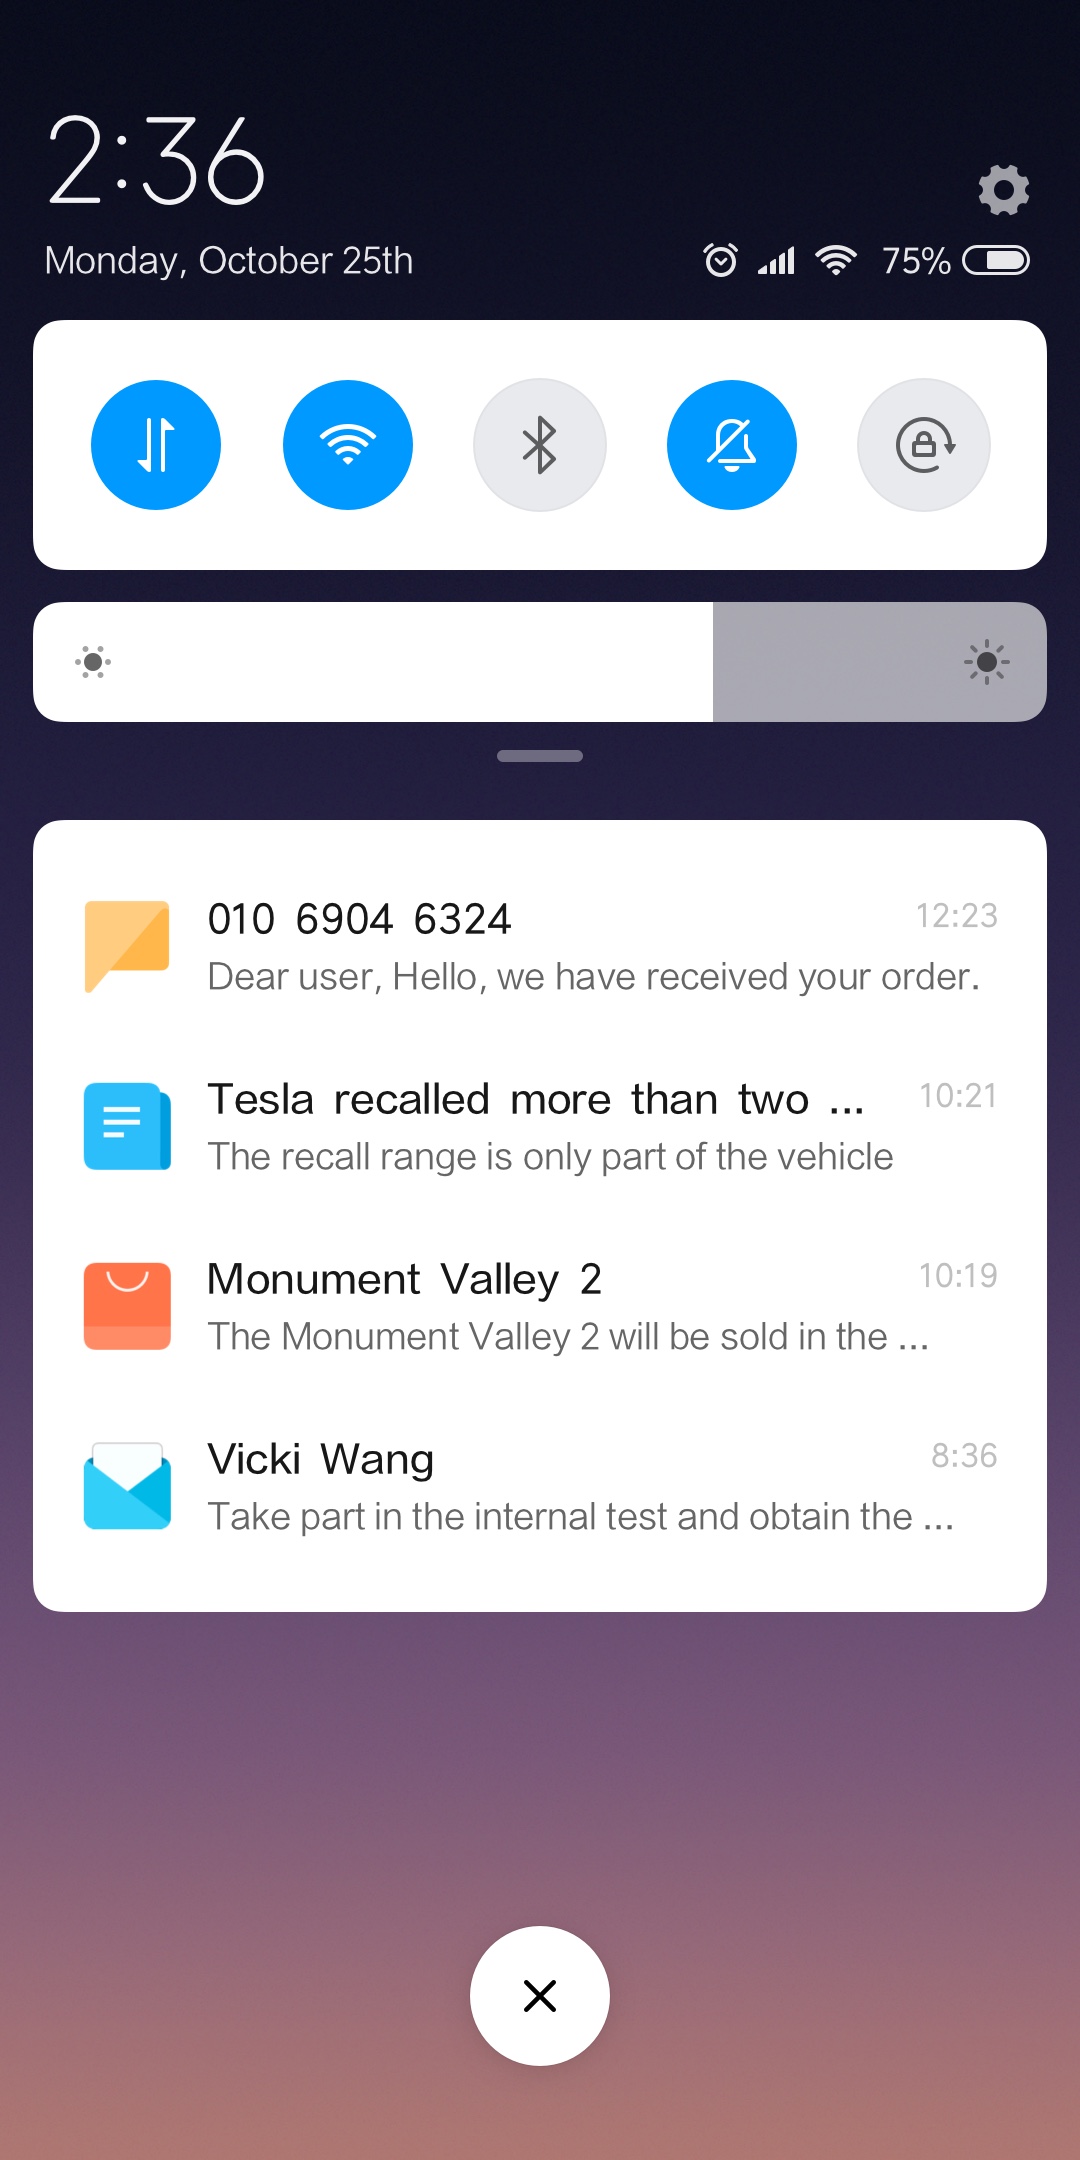 2:36
Monday, October 25th
75%
010 6904 6324
12:23
Dear user, Hello, we have received your order.
Tesla recalled more than two ...
10:21
The recall range is only part of the vehicle
Monument Valley 2
10:19
The Monument Valley 2 will be sold in the ...
Vicki Wang
8:36
Take part in the internal test and obtain the ...